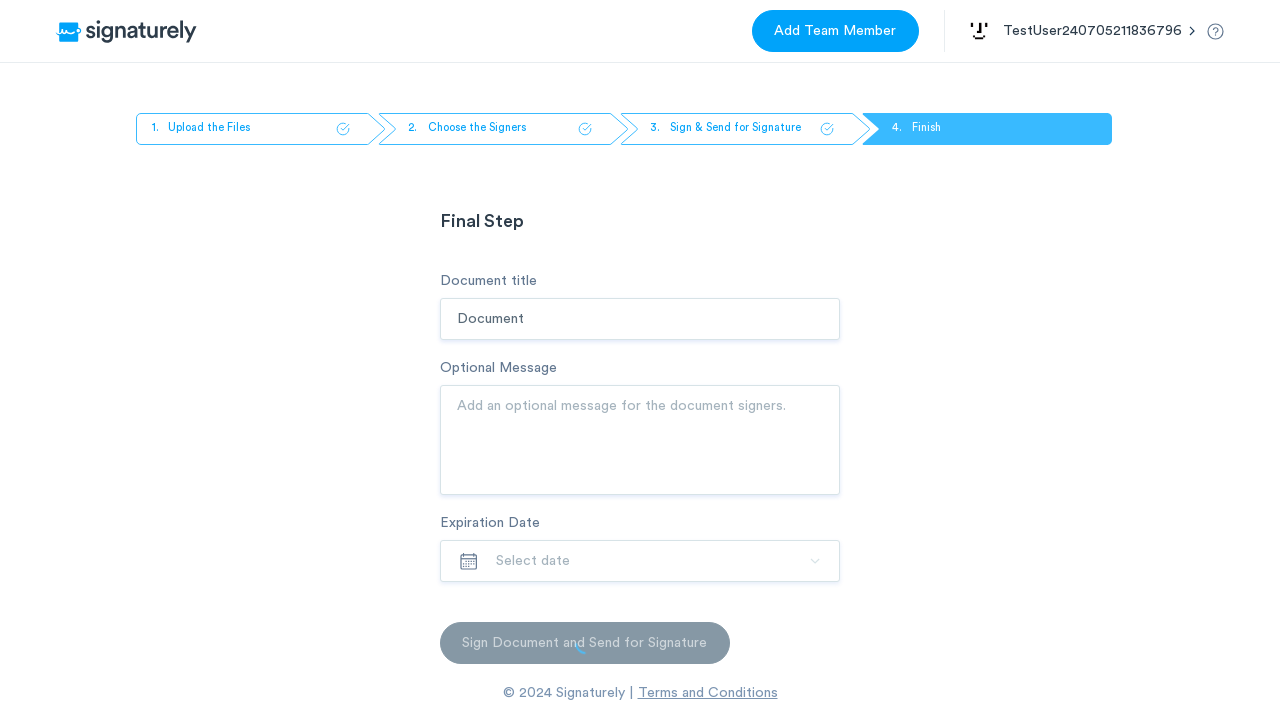 signaturely
Add Team Member
TestUser240705211836796
1. Upload the Files
2. Choose the Signers
3. Sign & Send for Signature
4. Finish
Final Step
Document title
Document
Optional Message
Add an optional message for the document signers.
Expiration Date
Select date
Sign Document and Send for Signature
© 2024 Signaturely | Terms and Conditions